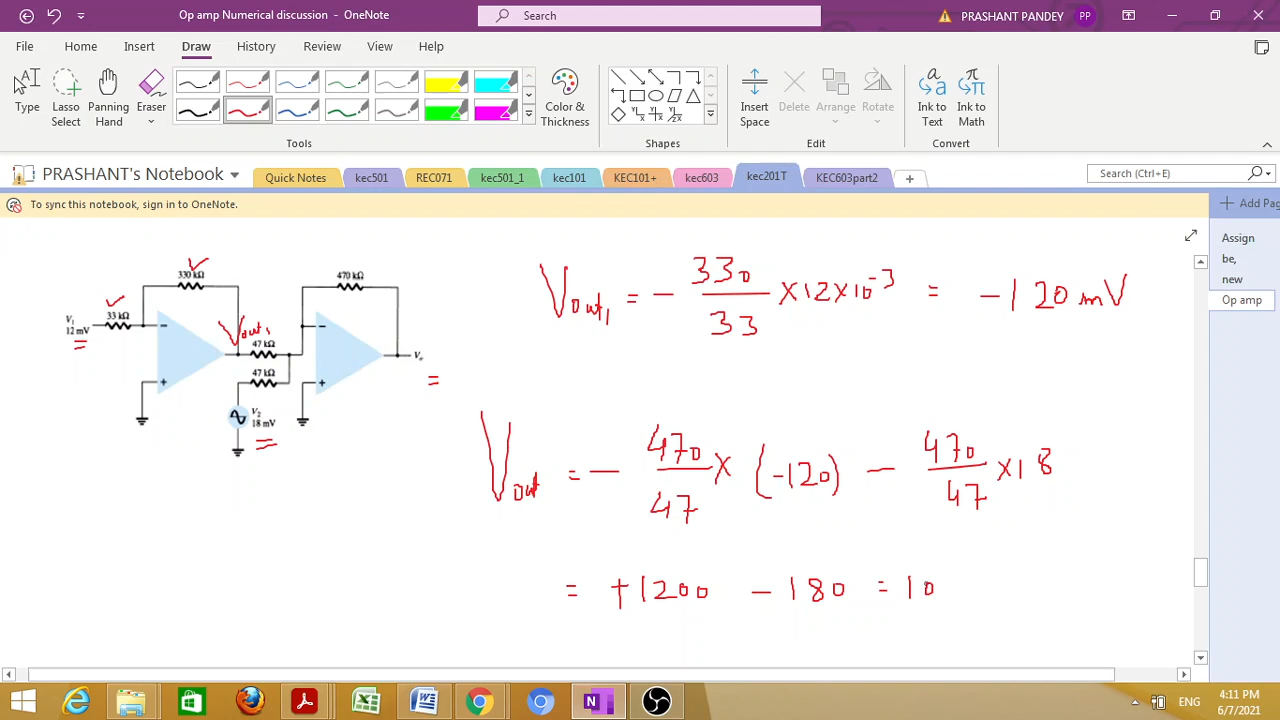 Op amp Numerical discussion - OneNote
Search
PRASHANT PANDEY PP
File Home Insert Draw History Review View Help
Type Lasso Select Panning Hand Eraser Color & Thickness Insert Space Delete Arrange Rotate Ink to Text Ink to Math
Tools Shapes Edit Convert
PRASHANT's Notebook Quick Notes kec501 REC071 kec501_1 kec101 KEC101+ kec603 kec201T KEC603part2 Search (Ctrl+E)
To sync this notebook, sign in to OneNote. Add Pag
Assign
be,
new
Op amp
330 kΩ 470 kΩ
V1 12 mV 33 kΩ Vout1 47 kΩ Vo
47 kΩ
V2 18 mV
=
=
=
Vout1 = - 330/33 ×12×10^-3 = -120 mV
Vout = - 470/47 × (-120) - 470/47 ×18
= +1200 - 180 = 10
ENG 4:11 PM
6/7/2021